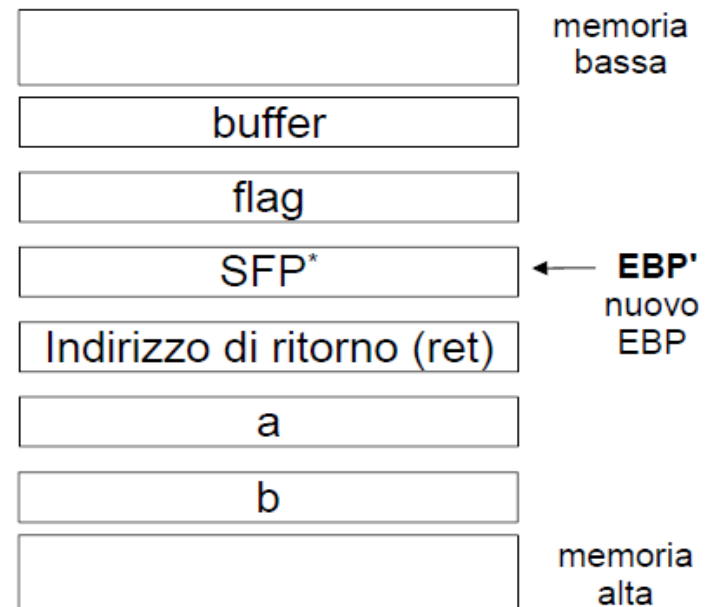 memoria
bassa
buffer
flag
SFP*
EBP'
nuovo
EBP
Indirizzo di ritorno (ret)
a
b
memoria
alta